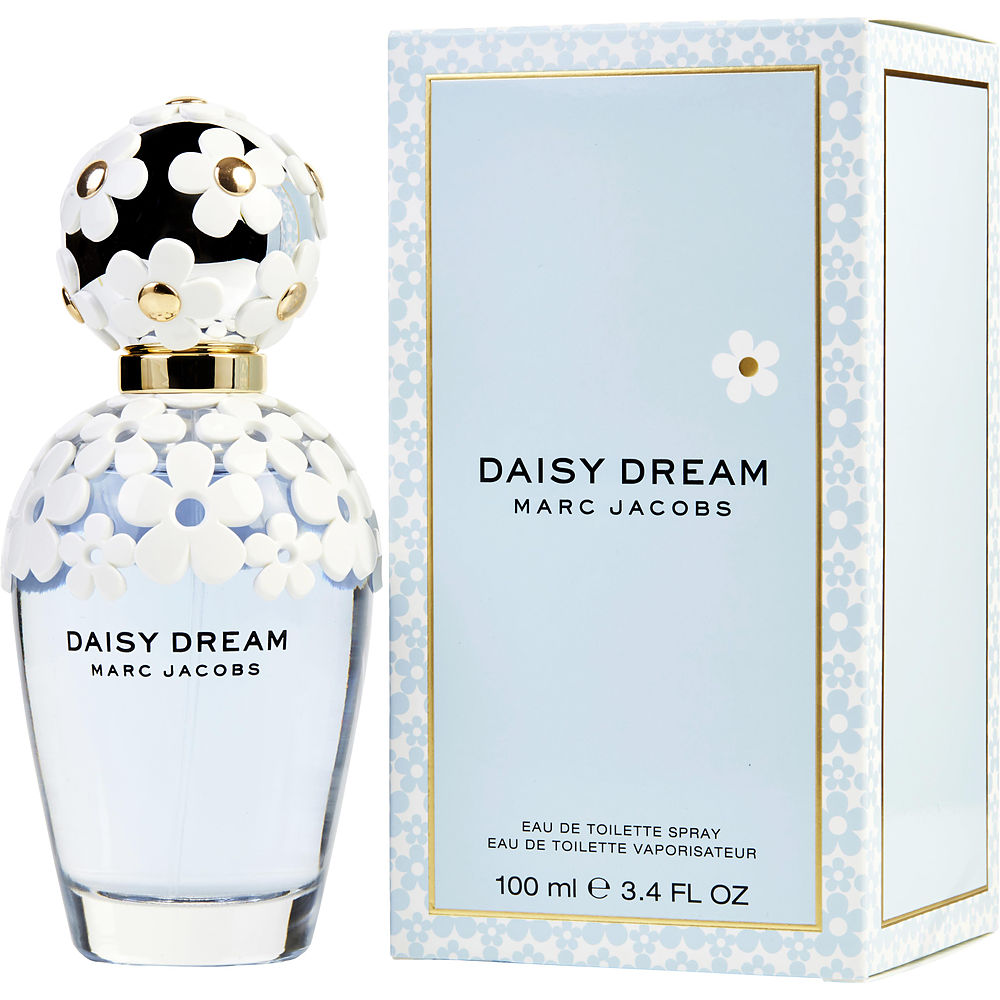 DAISY DREAM
MARC JACOBS
DAISY DREAM
MARC JACOBS
EAU DE TOILETTE SPRAY
EAU DE TOILETTE VAPORISATEUR
100 ml ℮ 3.4 FL OZ